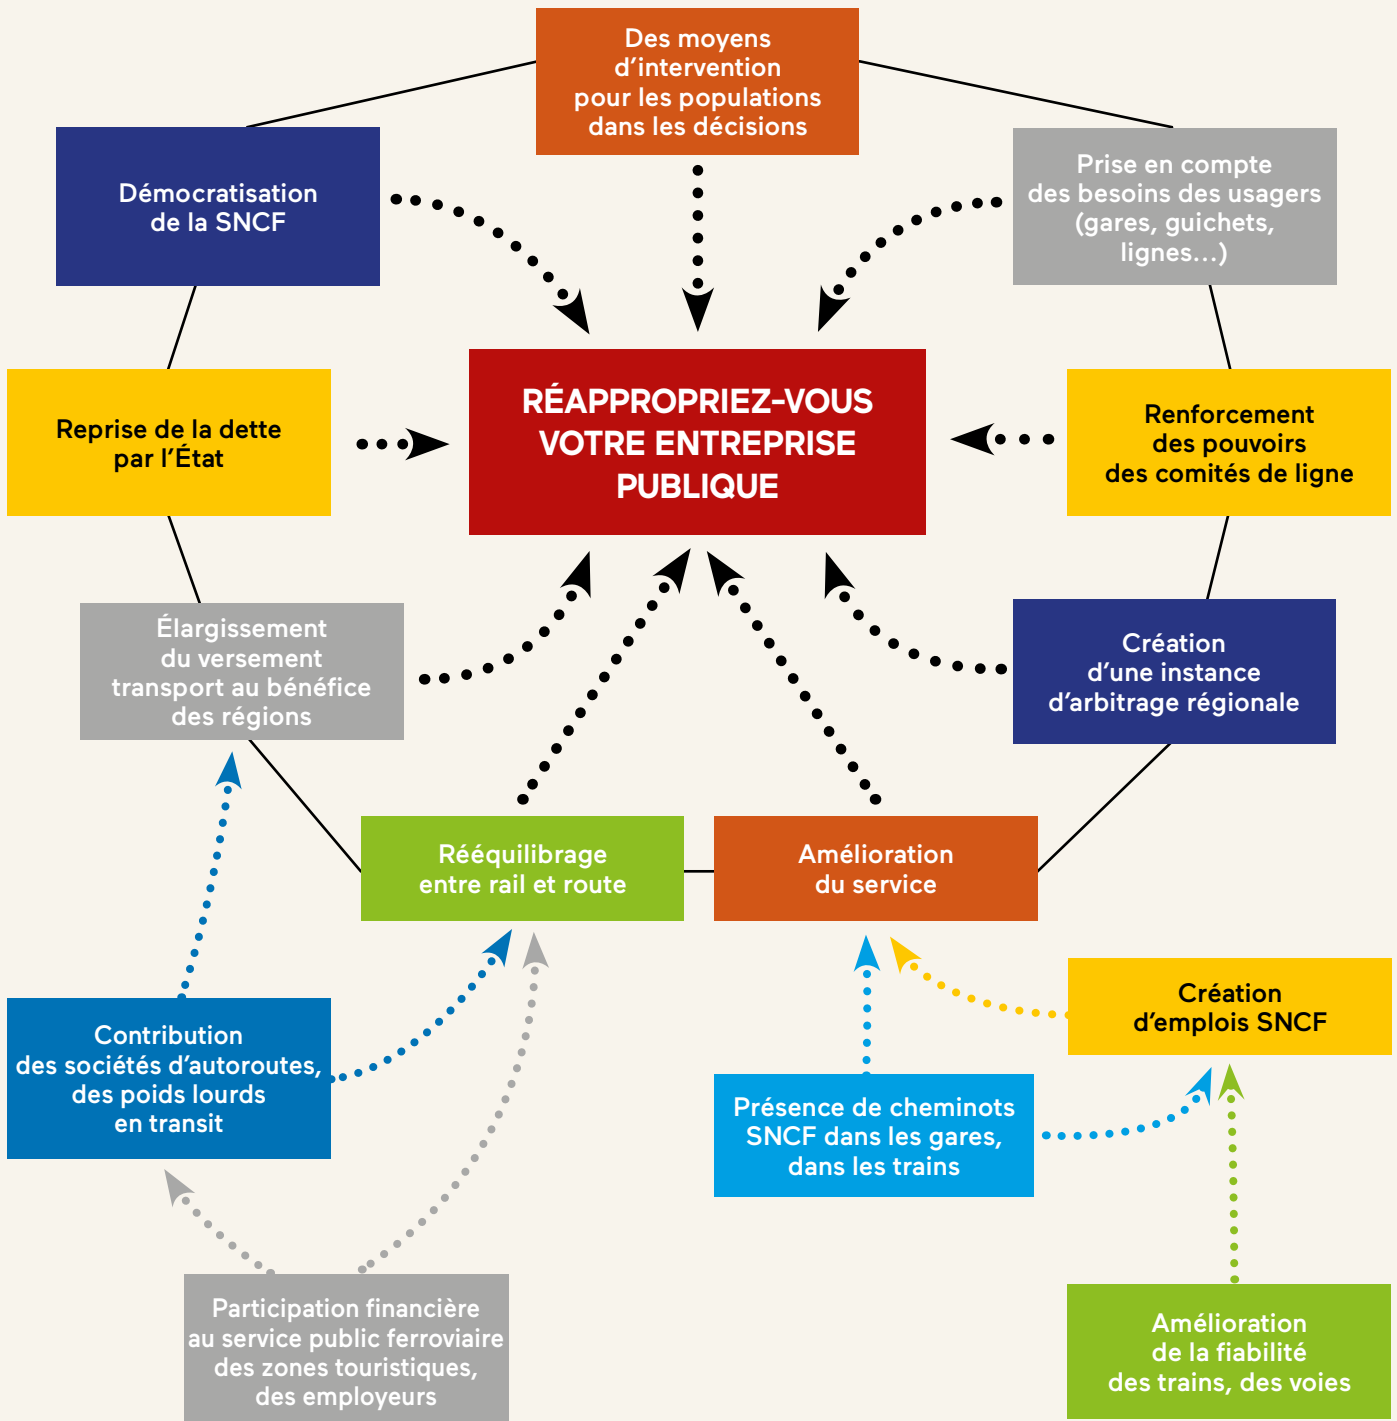 Des moyens
d’intervention
pour les populations
dans les décisions
Démocratisation
de la SNCF
Prise en compte
des besoins des usagers
(gares, guichets,
lignes…)
Reprise de la dette
par l’État
RÉAPPROPRIEZ-VOUS
VOTRE ENTREPRISE
PUBLIQUE
Renforcement
des pouvoirs
des comités de ligne
Élargissement
du versement
transport au bénéfice
des régions
Création
d’une instance
d’arbitrage régionale
Rééquilibrage
entre rail et route
Amélioration
du service
Contribution
des sociétés d’autoroutes,
des poids lourds
en transit
Création
d’emplois SNCF
Présence de cheminots
SNCF dans les gares,
dans les trains
Participation financière
au service public ferroviaire
des zones touristiques,
des employeurs
Amélioration
de la fiabilité
des trains, des voies